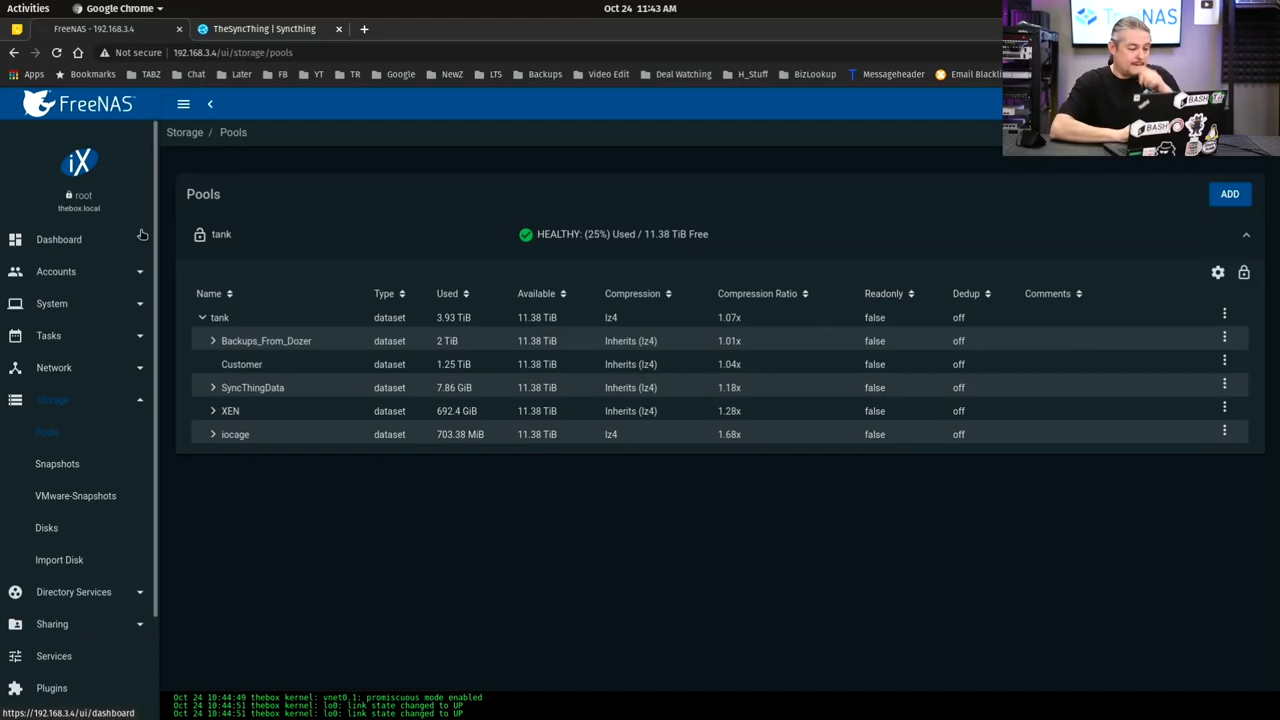 Activities Google Chrome Oct 24 11:43 AM
FreeNAS - 192.168.3.4 TheSyncThing | Syncthing
Not secure 192.168.3.4/ui/storage/pools
Apps Bookmarks TABZ Chat Later FB YT TR Google NewZ LTS Backups Video Edit Deal Watching H_Stuff BizLookup Messageheader Email Blackli
FreeNAS
Storage / Pools
iX
root
thebox.local
Dashboard
Accounts
System
Tasks
Network
Storage
Pools
Snapshots
VMware-Snapshots
Disks
Import Disk
Directory Services
Sharing
Services
Plugins
https://192.168.3.4/ui/dashboard
Pools ADD
tank HEALTHY: (25%) Used / 11.38 TiB Free
Name Type Used Available Compression Compression Ratio Readonly Dedup Comments
tank dataset 3.93 TiB 11.38 TiB lz4 1.07x false off
Backups_From_Dozer dataset 2 TiB 11.38 TiB Inherits (lz4) 1.01x false off
Customer dataset 1.25 TiB 11.38 TiB Inherits (lz4) 1.04x false off
SyncThingData dataset 7.86 GiB 11.38 TiB Inherits (lz4) 1.18x false off
XEN dataset 692.4 GiB 11.38 TiB Inherits (lz4) 1.28x false off
iocage dataset 703.38 MiB 11.38 TiB lz4 1.68x false off
Oct 24 10:44:49 thebox kernel: vnet0.1: promiscuous mode enabled
Oct 24 10:44:51 thebox kernel: lo0: link state changed to UP
Oct 24 10:44:51 thebox kernel: lo0: link state changed to UP
BASH
BASH